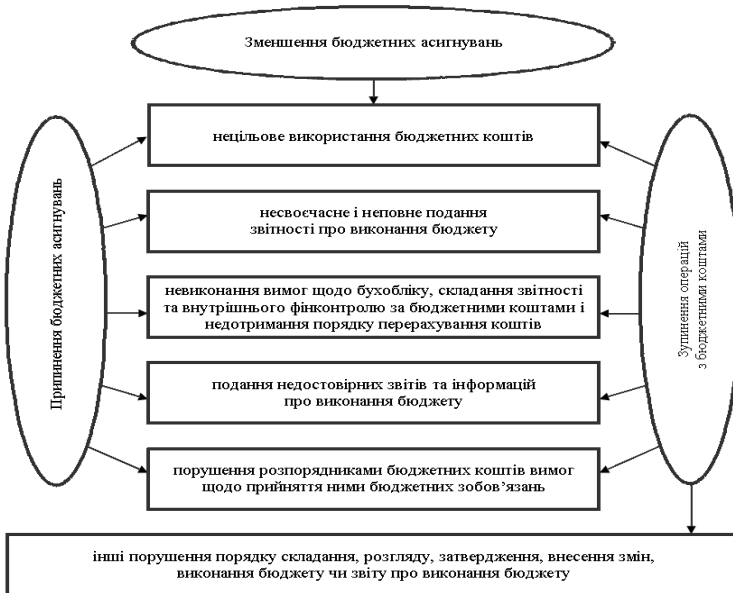 Зменшення бюджетних асигнувань
Припинення бюджетних асигнувань
нецільове використання бюджетних коштів
несвоєчасне і неповне подання
звітності про виконання бюджету
невиконання вимог щодо бухобліку, складання звітності
та внутрішнього фінконтролю за бюджетними коштами і
недотримання порядку перерахування коштів
подання недостовірних звітів та інформацій
про виконання бюджету
порушення розпорядниками бюджетних коштів вимог
щодо прийняття ними бюджетних зобов’язань
Зупинення операцій
з бюджетними коштами
інші порушення порядку складання, розгляду, затвердження, внесення змін,
виконання бюджету чи звіту про виконання бюджету